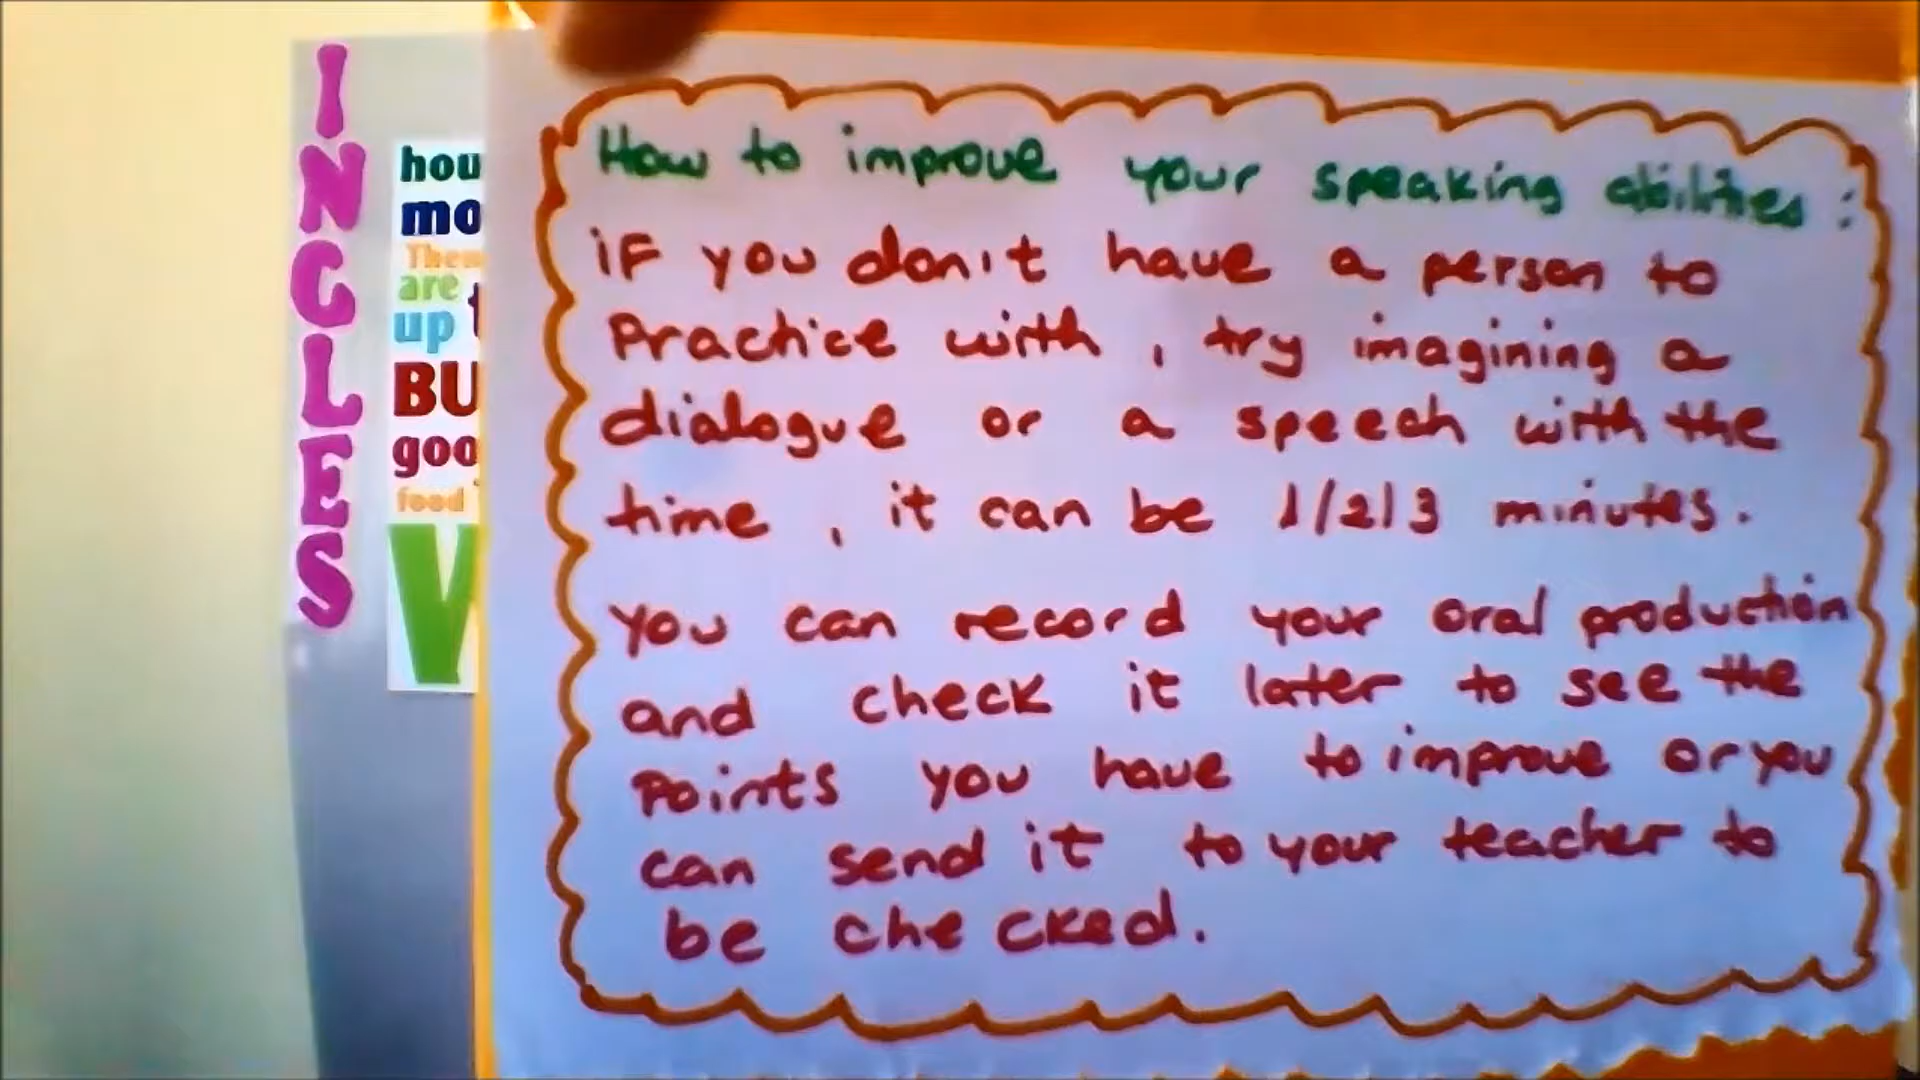 INGLES
hou
mo
Them
are
up t
BU
goo
food
W
How to improve your speaking abilities:
iF you don't have a person to
Practice with, try imagining a
dialogue or a speech with the
time, it can be 1/2/3 minutes.
you can record your oral production
and check it later to see the
Points you have to improve or you
can send it to your teacher to
be checked.